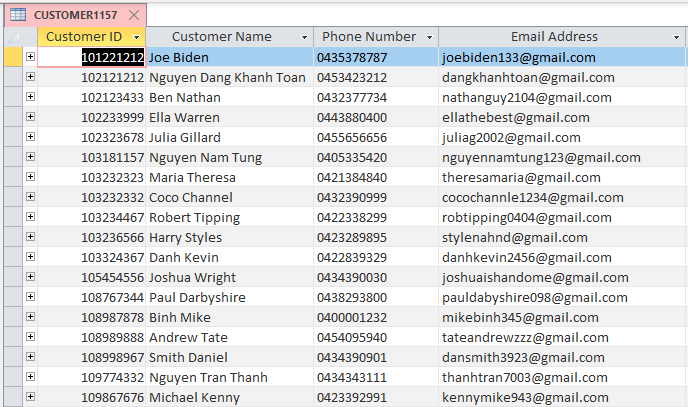 CUSTOMER1157
Customer ID Customer Name Phone Number Email Address
101221212 Joe Biden 0435378787 joebiden133@gmail.com
102121212 Nguyen Dang Khanh Toan 0453423212 dangkhanhtoan@gmail.com
102123433 Ben Nathan 0432377734 nathanguy2104@gmail.com
102233999 Ella Warren 0443880400 ellathebest@gmail.com
102323678 Julia Gillard 0455656656 juliag2002@gmail.com
103181157 Nguyen Nam Tung 0405335420 nguyennamtung123@gmail.com
103232323 Maria Theresa 0421384840 theresamaria@gmail.com
103232332 Coco Channel 0432390999 cocochannle1234@gmail.com
103234467 Robert Tipping 0422338299 robtipping0404@gmail.com
103236566 Harry Styles 0423289895 stylenahnd@gmail.com
103324367 Danh Kevin 0422839329 danhkevin2456@gmail.com
105454556 Joshua Wright 0434390030 joshuaishandome@gmail.com
108767344 Paul Darbyshire 0438293800 pauldabyshire098@gmail.com
108987878 Binh Mike 0400001232 mikebinh345@gmail.com
108989888 Andrew Tate 0454095940 tateandrewzzz@gmail.com
108998967 Smith Daniel 0434390901 dansmith3923@gmail.com
109774332 Nguyen Tran Thanh 0434343111 thanhtran7003@gmail.com
109867676 Michael Kenny 0423392991 kennymike943@gmail.com